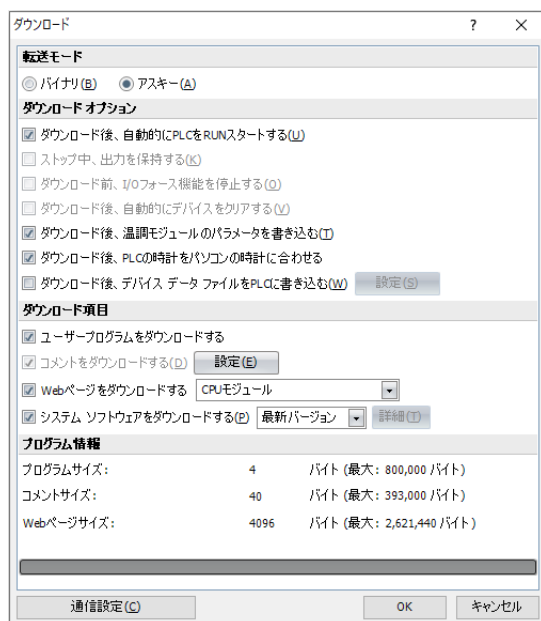 ダウンロード ? ×
転送モード
バイナリ(B) アスキー(A)
ダウンロード オプション
ダウンロード後、自動的にPLCをRUNスタートする(U)
ストップ中、出力を保持する(K)
ダウンロード前、I/Oフォース機能を停止する(O)
ダウンロード後、自動的にデバイスをクリアする(V)
ダウンロード後、温調モジュールのパラメータを書き込む(T)
ダウンロード後、PLCの時計をパソコンの時計に合わせる
ダウンロード後、デバイス データ ファイルをPLCに書き込む(W) 設定(S)
ダウンロード項目
ユーザープログラムをダウンロードする
コメントをダウンロードする(D) 設定(E)
Webページをダウンロードする CPUモジュール
システム ソフトウェアをダウンロードする(P) 最新バージョン 詳細(T)
プログラム情報
プログラムサイズ: 4 バイト (最大: 800,000 バイト)
コメントサイズ: 40 バイト (最大: 393,000 バイト)
Webページサイズ: 4096 バイト (最大: 2,621,440 バイト)
通信設定(C) OK キャンセル